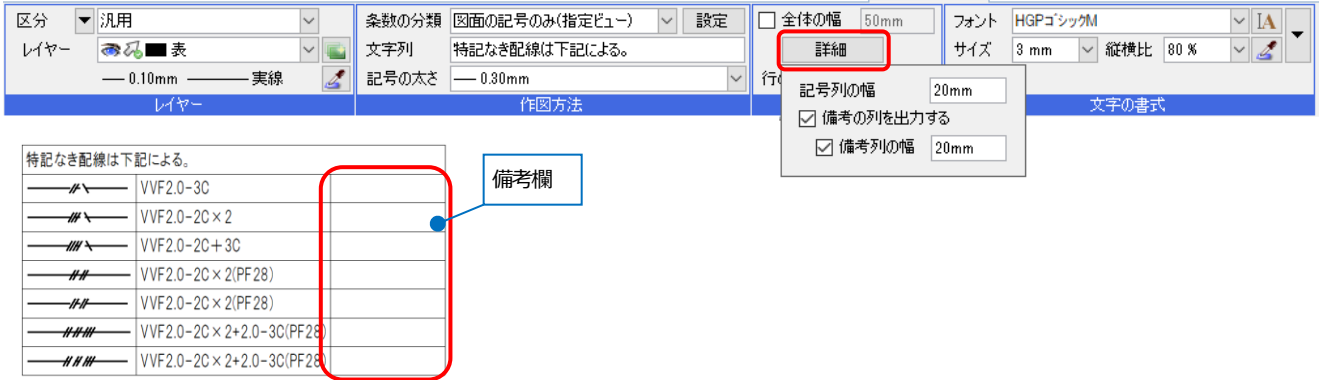 区分 汎用 条数の分類 図面の記号のみ(指定ビュー) 設定 全体の幅 50mm フォント HGPゴシックM IA
レイヤー 表 文字列 特記なき配線は下記による。 詳細 サイズ 3 mm 縦横比 80 %
0.10mm 実線 記号の太さ 0.30mm
レイヤー 作図方法 文字の書式
記号列の幅 20mm
備考の列を出力する
備考列の幅 20mm
特記なき配線は下記による。
VVF2.0-3C
VVF2.0-2C×2
VVF2.0-2C+3C
VVF2.0-2C×2(PF28)
VVF2.0-2C×2(PF28)
VVF2.0-2C×2+2.0-3C(PF28)
VVF2.0-2C×2+2.0-3C(PF28)
備考欄